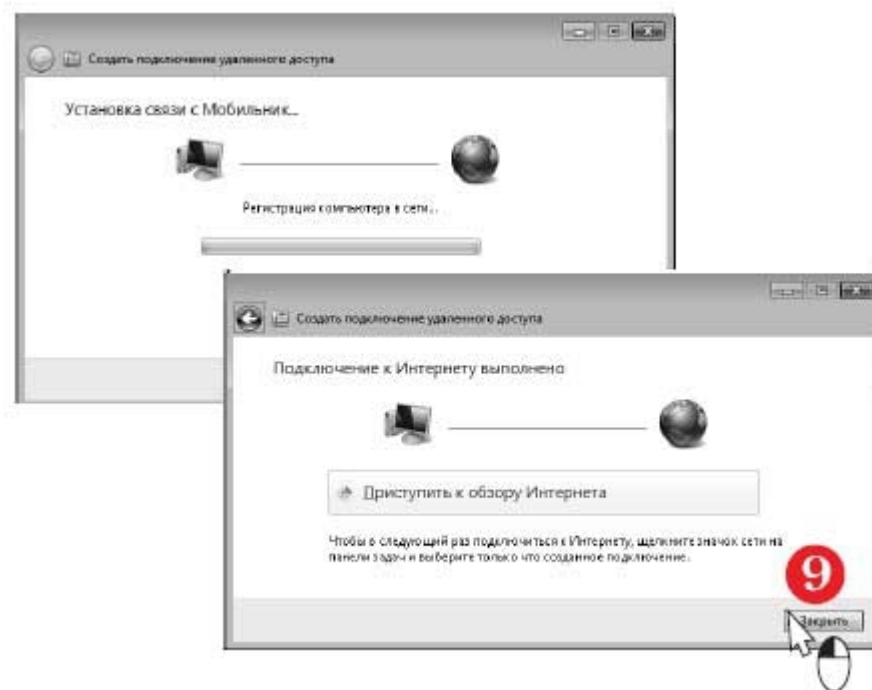 Создать подключение удаленного доступа
Установка связи с Мобильник...
Регистрация компьютера в сети...
Создать подключение удаленного доступа
Подключение к Интернету выполнено
Приступить к обзору Интернета
Чтобы в следующий раз подключиться к Интернету, щелкните значок сети на
панели задач и выберите только что созданное подключение.
9
Закрыть